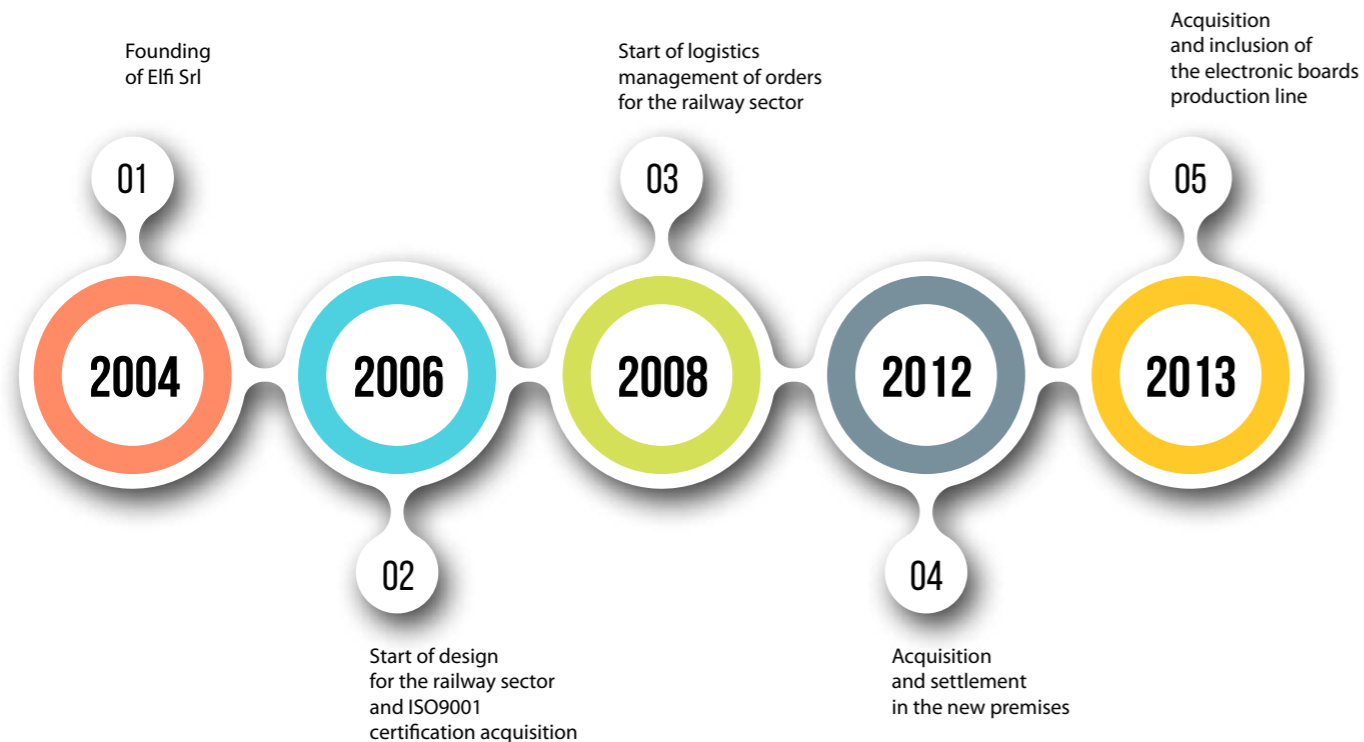 Founding
of Elfi Srl
01
2004
2006
02
Start of design
for the railway sector
and ISO9001
certification acquisition
Start of logistics
management of orders
for the railway sector
03
2008
2012
04
Acquisition
and settlement
in the new premises
Acquisition
and inclusion of
the electronic boards
production line
05
2013